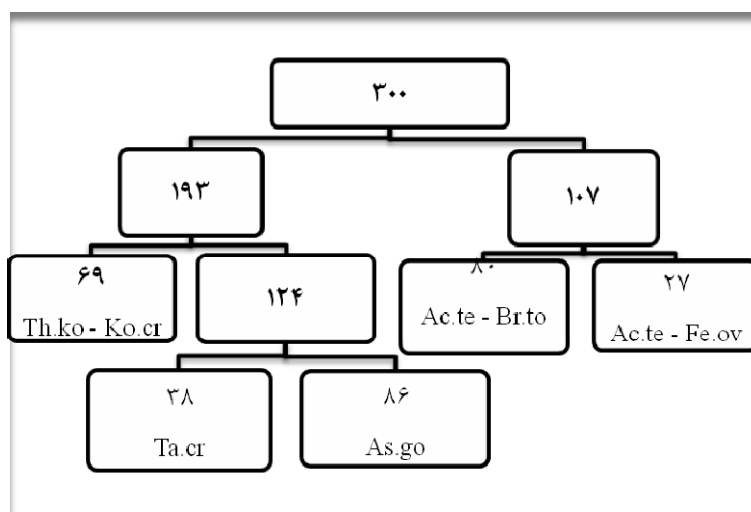 ۳۰۰
۱۹۳
۱۰۷
۶۹
Th.ko - Ko.cr
۱۲۴
۸۰
Ac.te - Br.to
۲۷
Ac.te - Fe.ov
۳۸
Ta.cr
۸۶
As.go